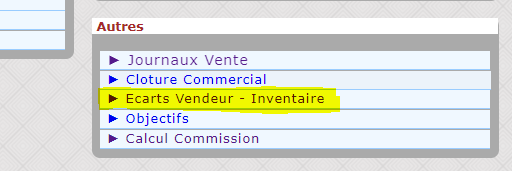 Autres
► Journaux Vente
► Cloture Commercial
► Ecarts Vendeur - Inventaire
► Objectifs
► Calcul Commission